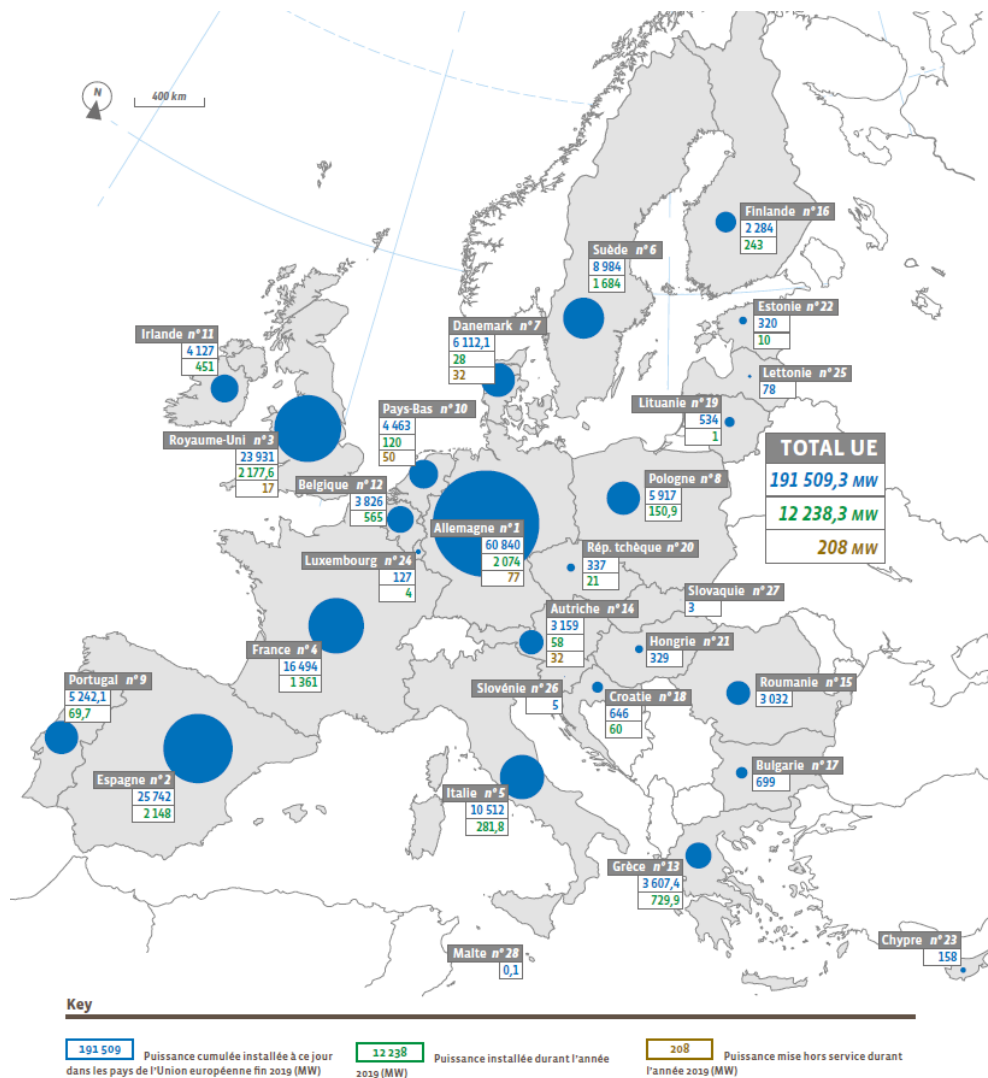 N
400 km
Finlande n°16
2 284
243
Suède n°6
8 984
1 684
Estonie n°22
320
10
Danemark n°7
6 112,1
28
32
Irlande n°11
4 127
451
Lettonie n°25
78
Lituanie n°19
534
1
Pays-Bas n°10
4 463
120
50
Royaume-Uni n°3
23 931
2 177,6
17
TOTAL UE
191 509,3 MW
12 238,3 MW
208 MW
Belgique n°12
3 826
565
Pologne n°8
5 917
150,9
Allemagne n°1
60 840
2 074
77
Luxembourg n°24
127
4
Rép. tchèque n°20
337
21
Slovaquie n°27
3
Autriche n°14
3 159
58
32
Hongrie n°21
329
France n°4
16 494
1 361
Portugal n°9
5 242,1
69,7
Slovénie n°26
5
Croatie n°18
646
60
Roumanie n°15
3 032
Bulgarie n°17
699
Espagne n°2
25 742
2 148
Italie n°5
10 512
281,8
Grèce n°13
3 607,4
729,9
Chypre n°23
158
Malte n°28
0,1
Key
191 509 Puissance cumulée installée à ce jour
dans les pays de l'Union européenne fin 2019 (MW)
12 238 Puissance installée durant l'année
2019 (MW)
208 Puissance mise hors service durant
l'année 2019 (MW)